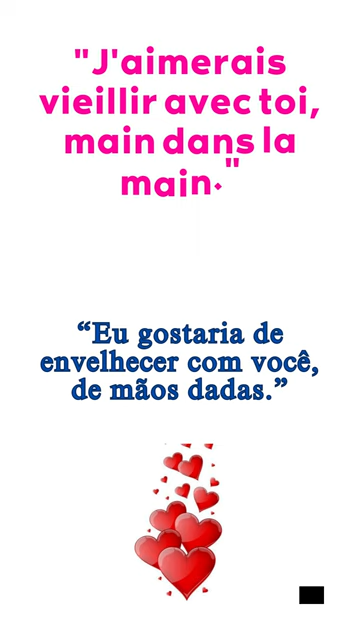 "J'aimerais
vieillir avec toi,
main dans la
main."
“Eu gostaria de
envelhecer com você,
de mãos dadas.”